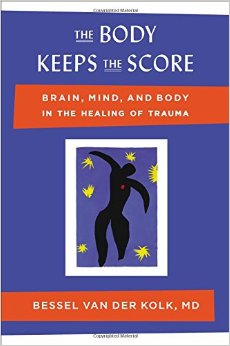 THE BODY
KEEPS THE SCORE
BRAIN, MIND, AND BODY
IN THE HEALING OF TRAUMA
BESSEL VAN DER KOLK, MD